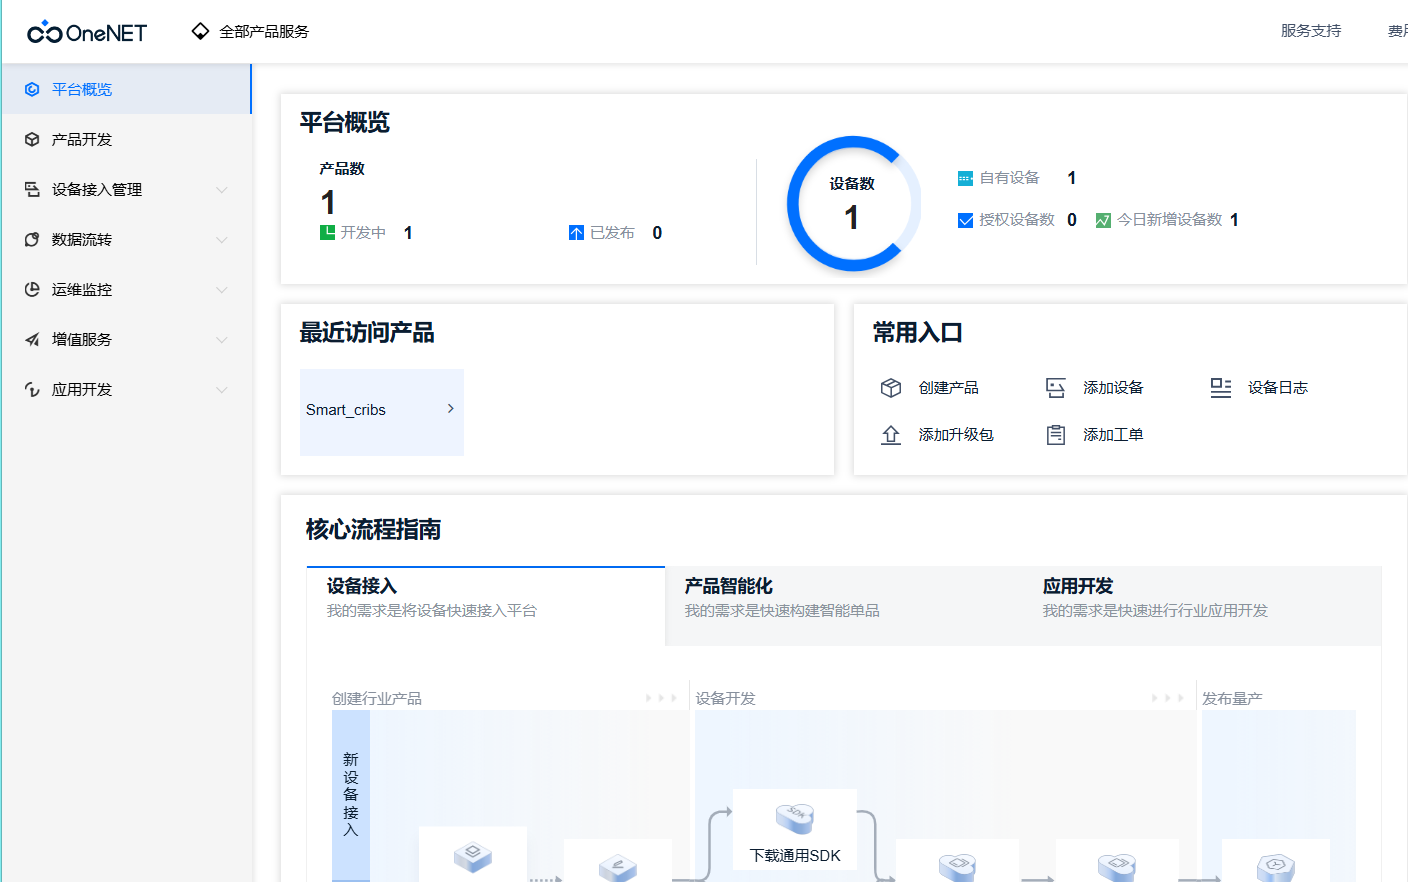 OneNET
全部产品服务
服务支持
平台概览
产品开发
设备接入管理
数据流转
运维监控
增值服务
应用开发
平台概览
产品数
1
开发中 1
已发布 0
设备数
1
自有设备 1
授权设备数 0
今日新增设备数 1
最近访问产品
Smart_cribs
常用入口
创建产品
添加设备
设备日志
添加升级包
添加工单
核心流程指南
设备接入
我的需求是将设备快速接入平台
产品智能化
我的需求是快速构建智能单品
应用开发
我的需求是快速进行行业应用开发
创建行业产品
设备开发
发布量产
新设备接入
SDK
下载通用SDK